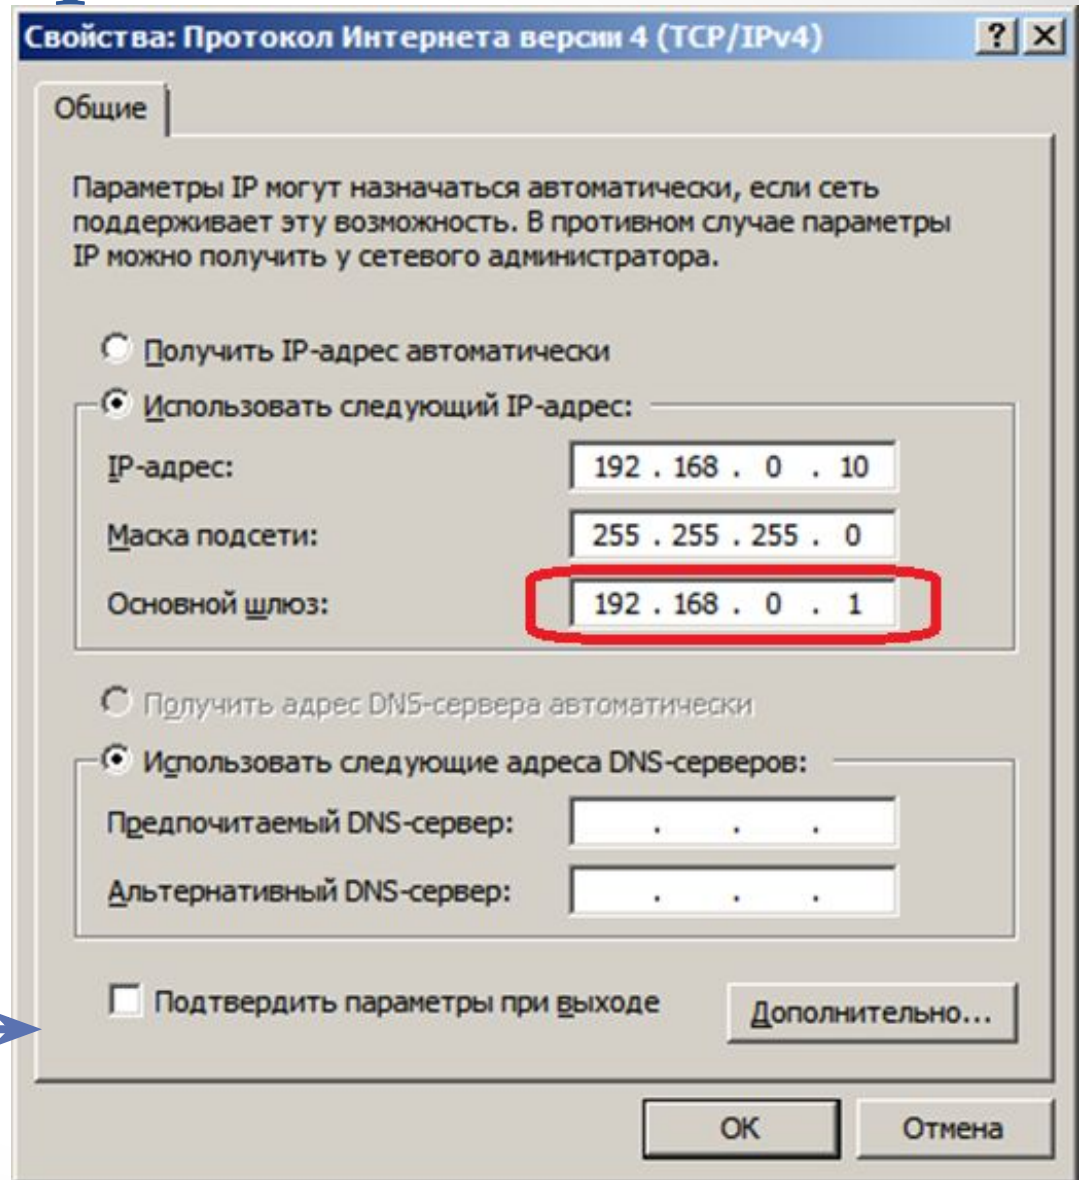 Свойства: Протокол Интернета версии 4 (TCP/IPv4)
Общие
Параметры IP могут назначаться автоматически, если сеть
поддерживает эту возможность. В противном случае параметры
IP можно получить у сетевого администратора.
Получить IP-адрес автоматически
Использовать следующий IP-адрес:
IP-адрес: 192 . 168 . 0 . 10
Маска подсети: 255 . 255 . 255 . 0
Основной шлюз: 192 . 168 . 0 . 1
Получить адрес DNS-сервера автоматически
Использовать следующие адреса DNS-серверов:
Предпочитаемый DNS-сервер: . . .
Альтернативный DNS-сервер: . . .
Подтвердить параметры при выходе
Дополнительно...
ОК Отмена